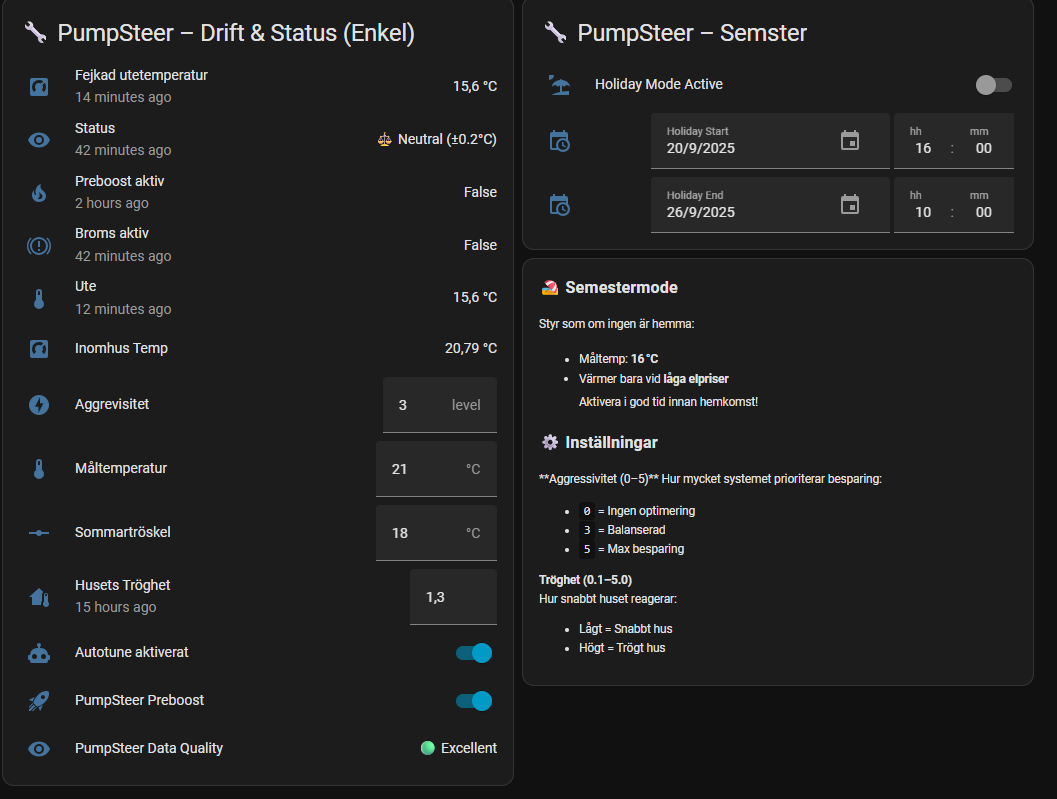 PumpSteer – Drift & Status (Enkel)
Fejkad utetemperatur
14 minutes ago
15,6 °C
Status
42 minutes ago
Neutral (±0.2°C)
Preboost aktiv
2 hours ago
False
Broms aktiv
42 minutes ago
False
Ute
12 minutes ago
15,6 °C
Inomhus Temp
20,79 °C
Aggrevisitet
3 level
Måltemperatur
21 °C
Sommartröskel
18 °C
Husets Tröghet
15 hours ago
1,3
Autotune aktiverat
PumpSteer Preboost
PumpSteer Data Quality
Excellent
PumpSteer – Semster
Holiday Mode Active
Holiday Start
20/9/2025
hh mm
16 : 00
Holiday End
26/9/2025
hh mm
10 : 00
Semestermode
Styr som om ingen är hemma:
• Måltemp: 16 °C
• Värmer bara vid låga elpriser
Aktivera i god tid innan hemkomst!
Inställningar
**Aggressivitet (0–5)** Hur mycket systemet prioriterar besparing:
• 0 = Ingen optimering
• 3 = Balanserad
• 5 = Max besparing
Tröghet (0.1–5.0)
Hur snabbt huset reagerar:
• Lågt = Snabbt hus
• Högt = Trögt hus